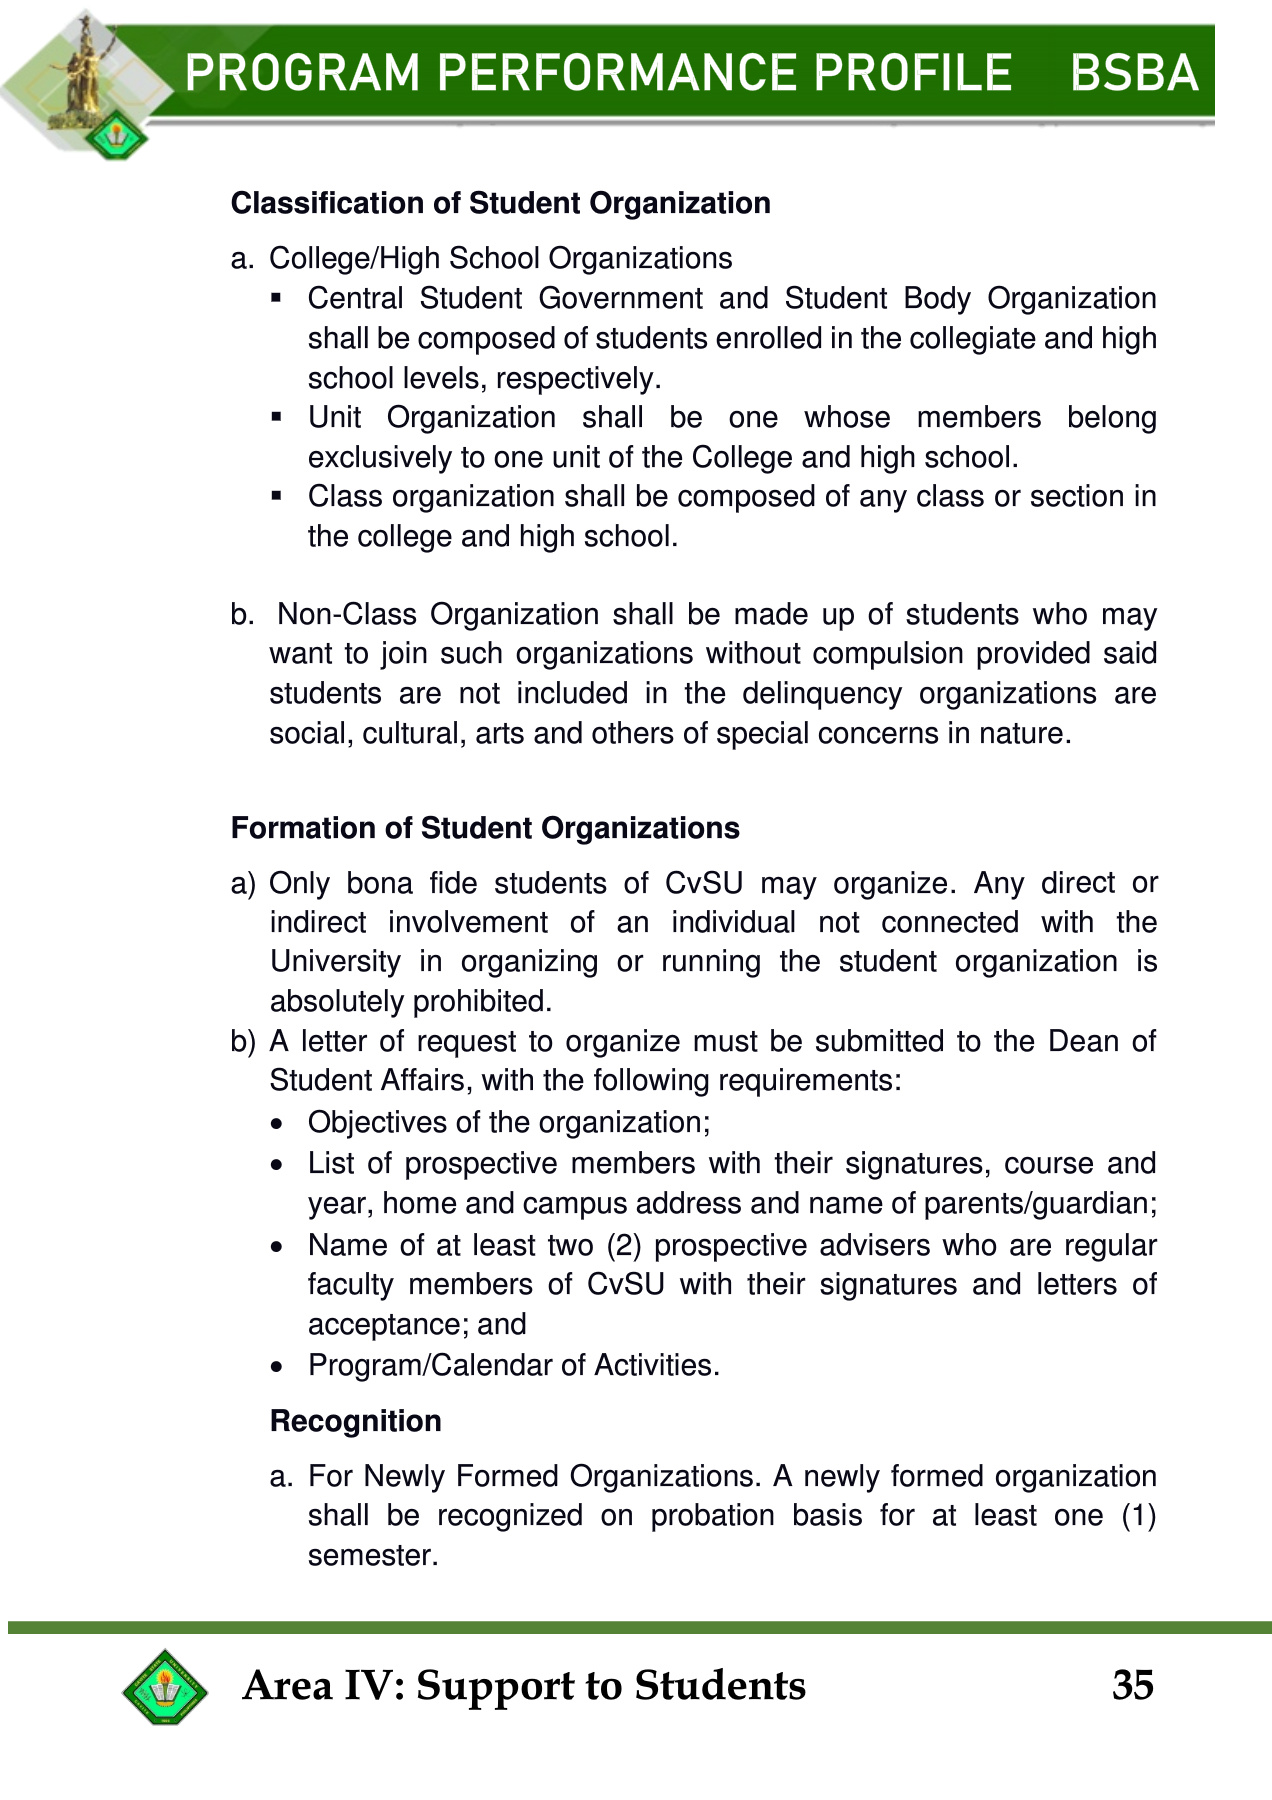 PROGRAM PERFORMANCE PROFILE BSBA
Classification of Student Organization
a. College/High School Organizations
▪ Central Student Government and Student Body Organization
shall be composed of students enrolled in the collegiate and high
school levels, respectively.
▪ Unit Organization shall be one whose members belong
exclusively to one unit of the College and high school.
▪ Class organization shall be composed of any class or section in
the college and high school.
b. Non-Class Organization shall be made up of students who may
want to join such organizations without compulsion provided said
students are not included in the delinquency organizations are
social, cultural, arts and others of special concerns in nature.
Formation of Student Organizations
a) Only bona fide students of CvSU may organize. Any direct or
indirect involvement of an individual not connected with the
University in organizing or running the student organization is
absolutely prohibited.
b) A letter of request to organize must be submitted to the Dean of
Student Affairs, with the following requirements:
• Objectives of the organization;
• List of prospective members with their signatures, course and
year, home and campus address and name of parents/guardian;
• Name of at least two (2) prospective advisers who are regular
faculty members of CvSU with their signatures and letters of
acceptance; and
• Program/Calendar of Activities.
Recognition
a. For Newly Formed Organizations. A newly formed organization
shall be recognized on probation basis for at least one (1)
semester.
Area IV: Support to Students 35